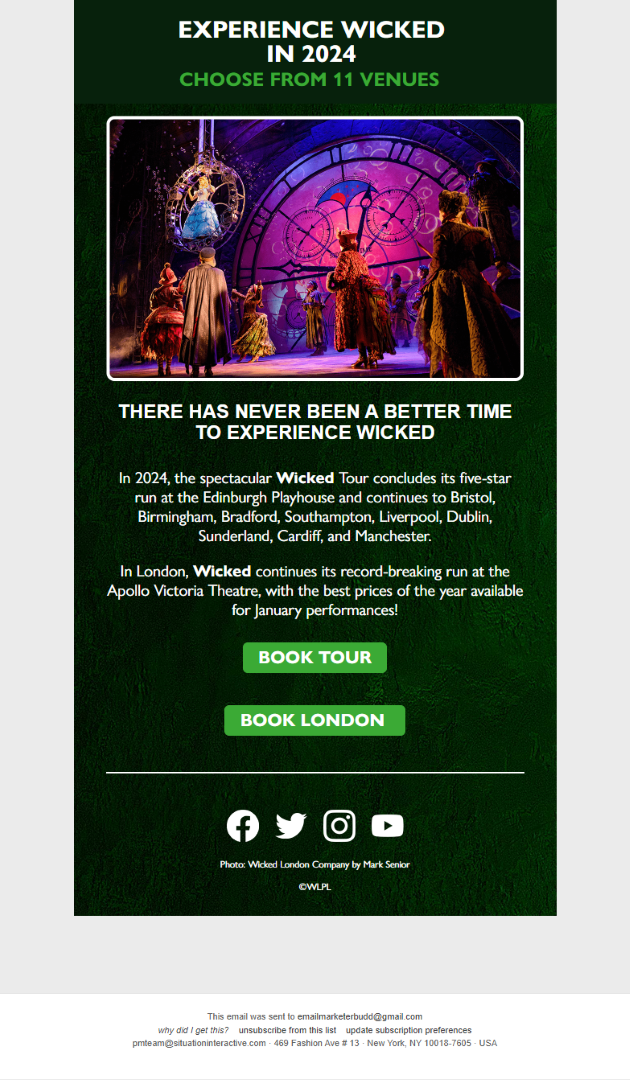 EXPERIENCE WICKED
IN 2024
CHOOSE FROM 11 VENUES
THERE HAS NEVER BEEN A BETTER TIME
TO EXPERIENCE WICKED
In 2024, the spectacular Wicked Tour concludes its five-star
run at the Edinburgh Playhouse and continues to Bristol,
Birmingham, Bradford, Southampton, Liverpool, Dublin,
Sunderland, Cardiff, and Manchester.
In London, Wicked continues its record-breaking run at the
Apollo Victoria Theatre, with the best prices of the year available
for January performances!
BOOK TOUR
BOOK LONDON
Photo: Wicked London Company by Mark Senior
©WLPL
This email was sent to emailmarketerbudd@gmail.com
why did I get this? unsubscribe from this list update subscription preferences
pmteam@situationinteractive.com · 469 Fashion Ave # 13 · New York, NY 10018-7605 · USA